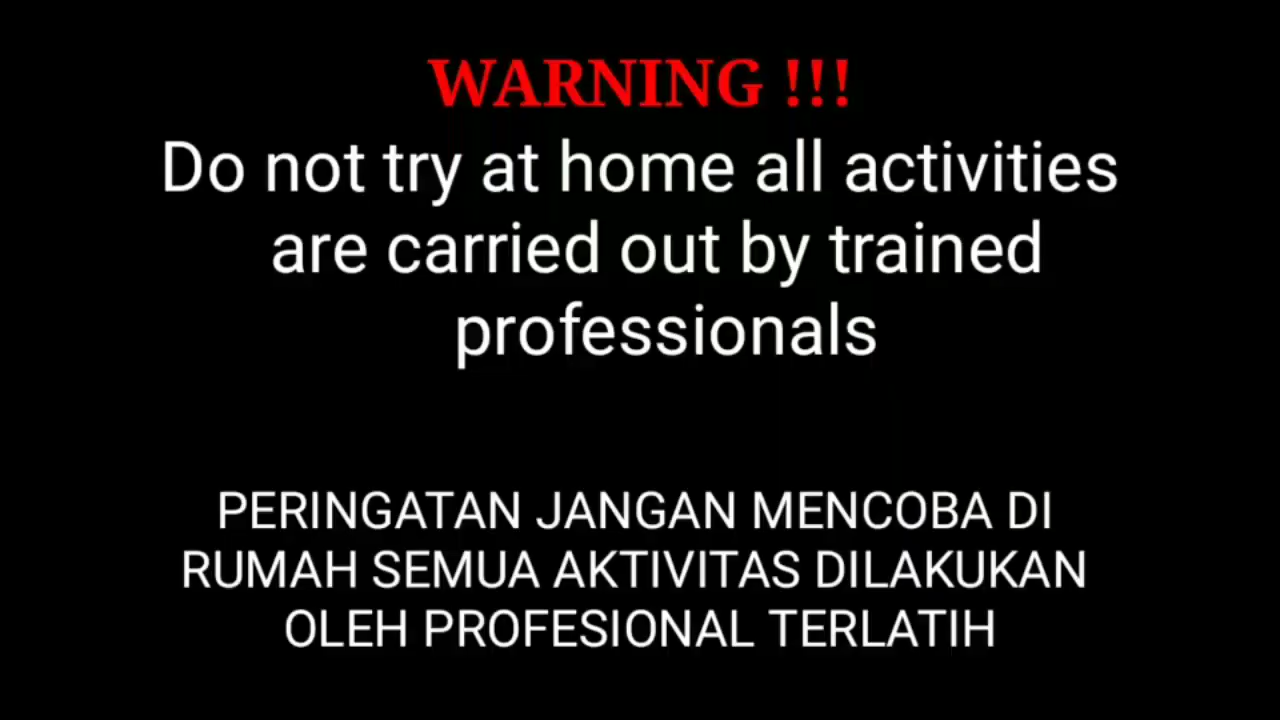 WARNING !!!
Do not try at home all activities
are carried out by trained
professionals
PERINGATAN JANGAN MENCOBA DI
RUMAH SEMUA AKTIVITAS DILAKUKAN
OLEH PROFESIONAL TERLATIH